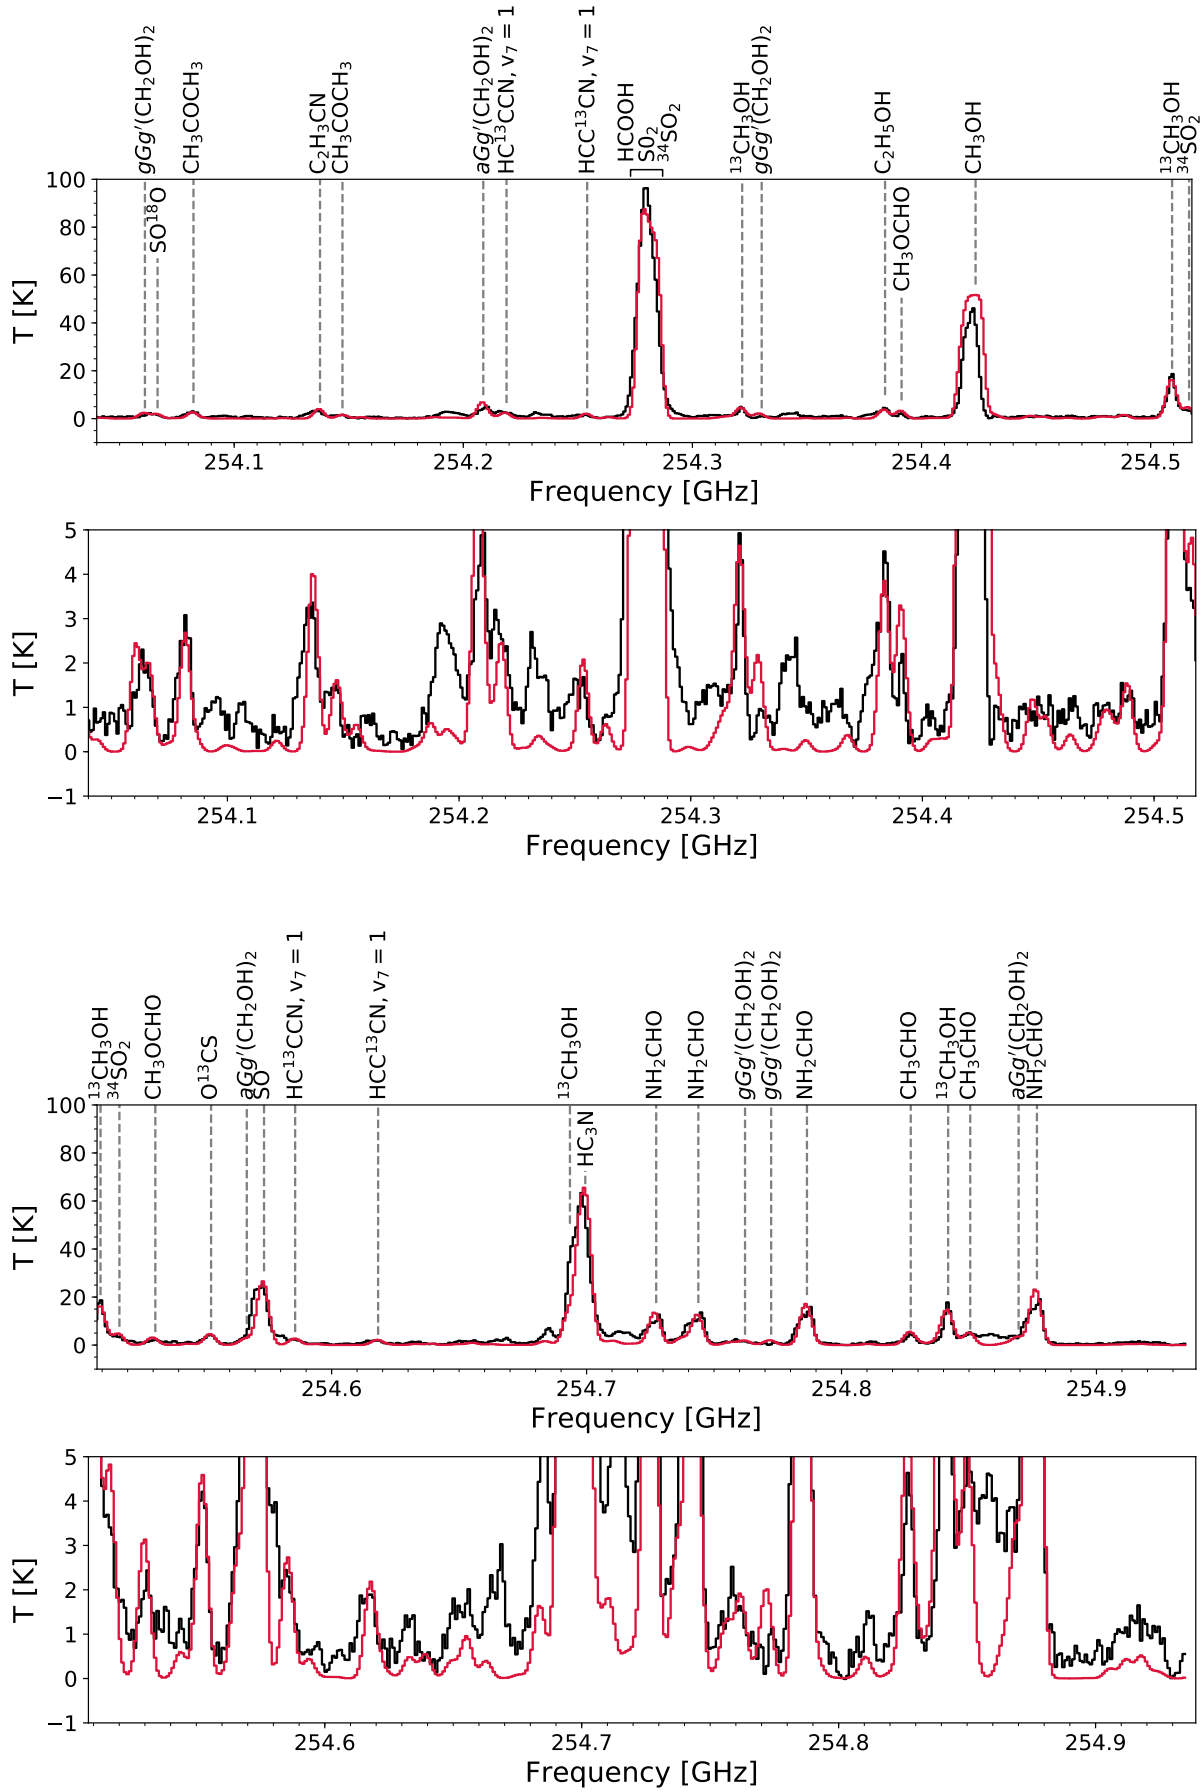 gGg′(CH₂OH)₂
SO¹⁸O
CH₃COCH₃
C₂H₃CN
CH₃COCH₃
aGg′(CH₂OH)₂
HC¹³CCN, v₇ = 1
HCC¹³CN, v₇ = 1
HCOOH
S0₂
³⁴SO₂
¹³CH₃OH
gGg′(CH₂OH)₂
C₂H₅OH
CH₃OCHO
CH₃OH
¹³CH₃OH
³⁴SO₂
100
80
60
40
20
0
T [K]
254.1 254.2 254.3 254.4 254.5
Frequency [GHz]
5
4
3
2
1
0
−1
T [K]
254.1 254.2 254.3 254.4 254.5
Frequency [GHz]
¹³CH₃OH
³⁴SO₂
CH₃OCHO
O¹³CS
aGg′(CH₂OH)₂
SO
HC¹³CCN, v₇ = 1
HCC¹³CN, v₇ = 1
¹³CH₃OH
HC₃N
NH₂CHO
NH₂CHO
gGg′(CH₂OH)₂
gGg′(CH₂OH)₂
NH₂CHO
CH₃CHO
¹³CH₃OH
CH₃CHO
aGg′(CH₂OH)₂
NH₂CHO
100
80
60
40
20
0
T [K]
254.6 254.7 254.8 254.9
Frequency [GHz]
5
4
3
2
1
0
−1
T [K]
254.6 254.7 254.8 254.9
Frequency [GHz]